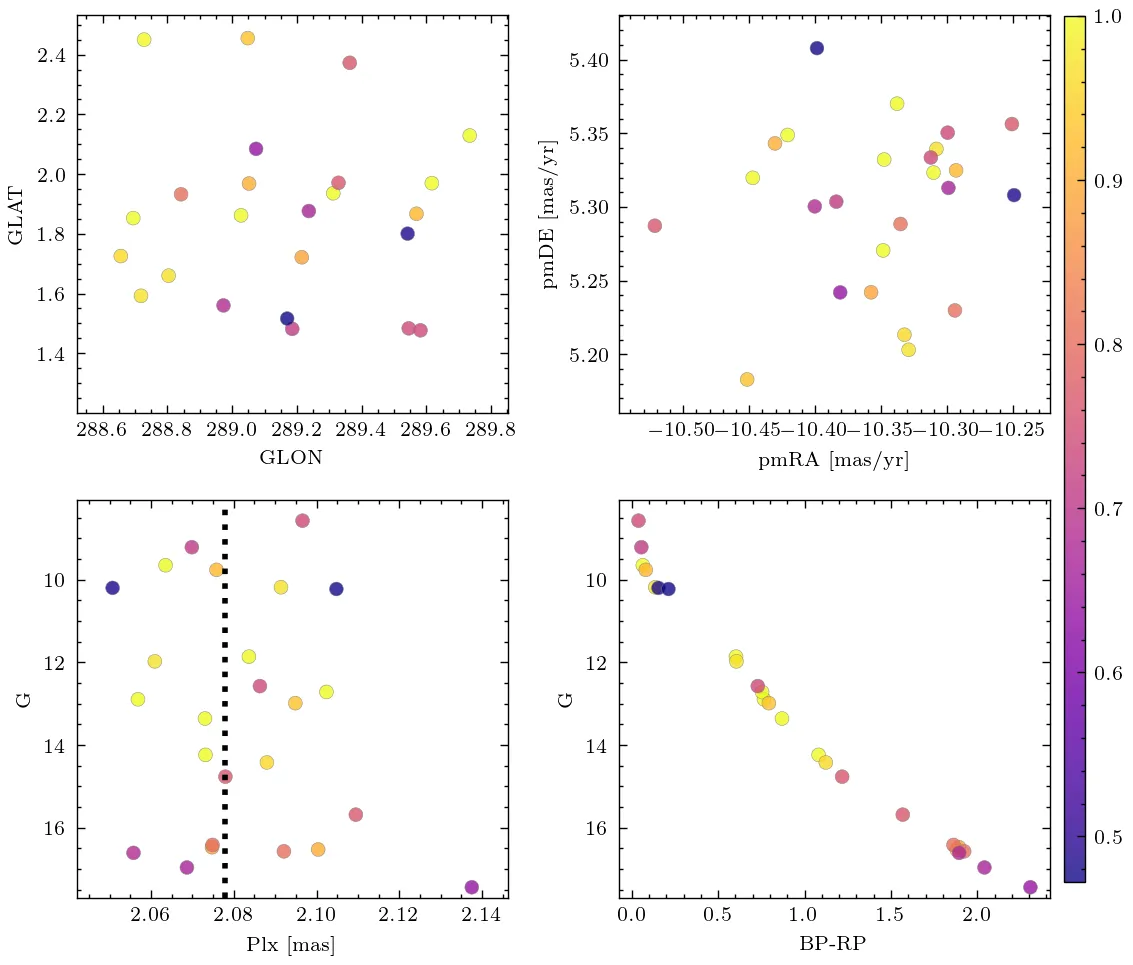 2.4
2.2
2.0
1.8
1.6
1.4
GLAT
288.6 288.8 289.0 289.2 289.4 289.6 289.8
GLON
5.40
5.35
5.30
5.25
5.20
pmDE [mas/yr]
−10.50 −10.45 −10.40 −10.35 −10.30 −10.25
pmRA [mas/yr]
10
12
14
16
G
2.06 2.08 2.10 2.12 2.14
Plx [mas]
10
12
14
16
G
0.0 0.5 1.0 1.5 2.0
BP-RP
1.0
0.9
0.8
0.7
0.6
0.5